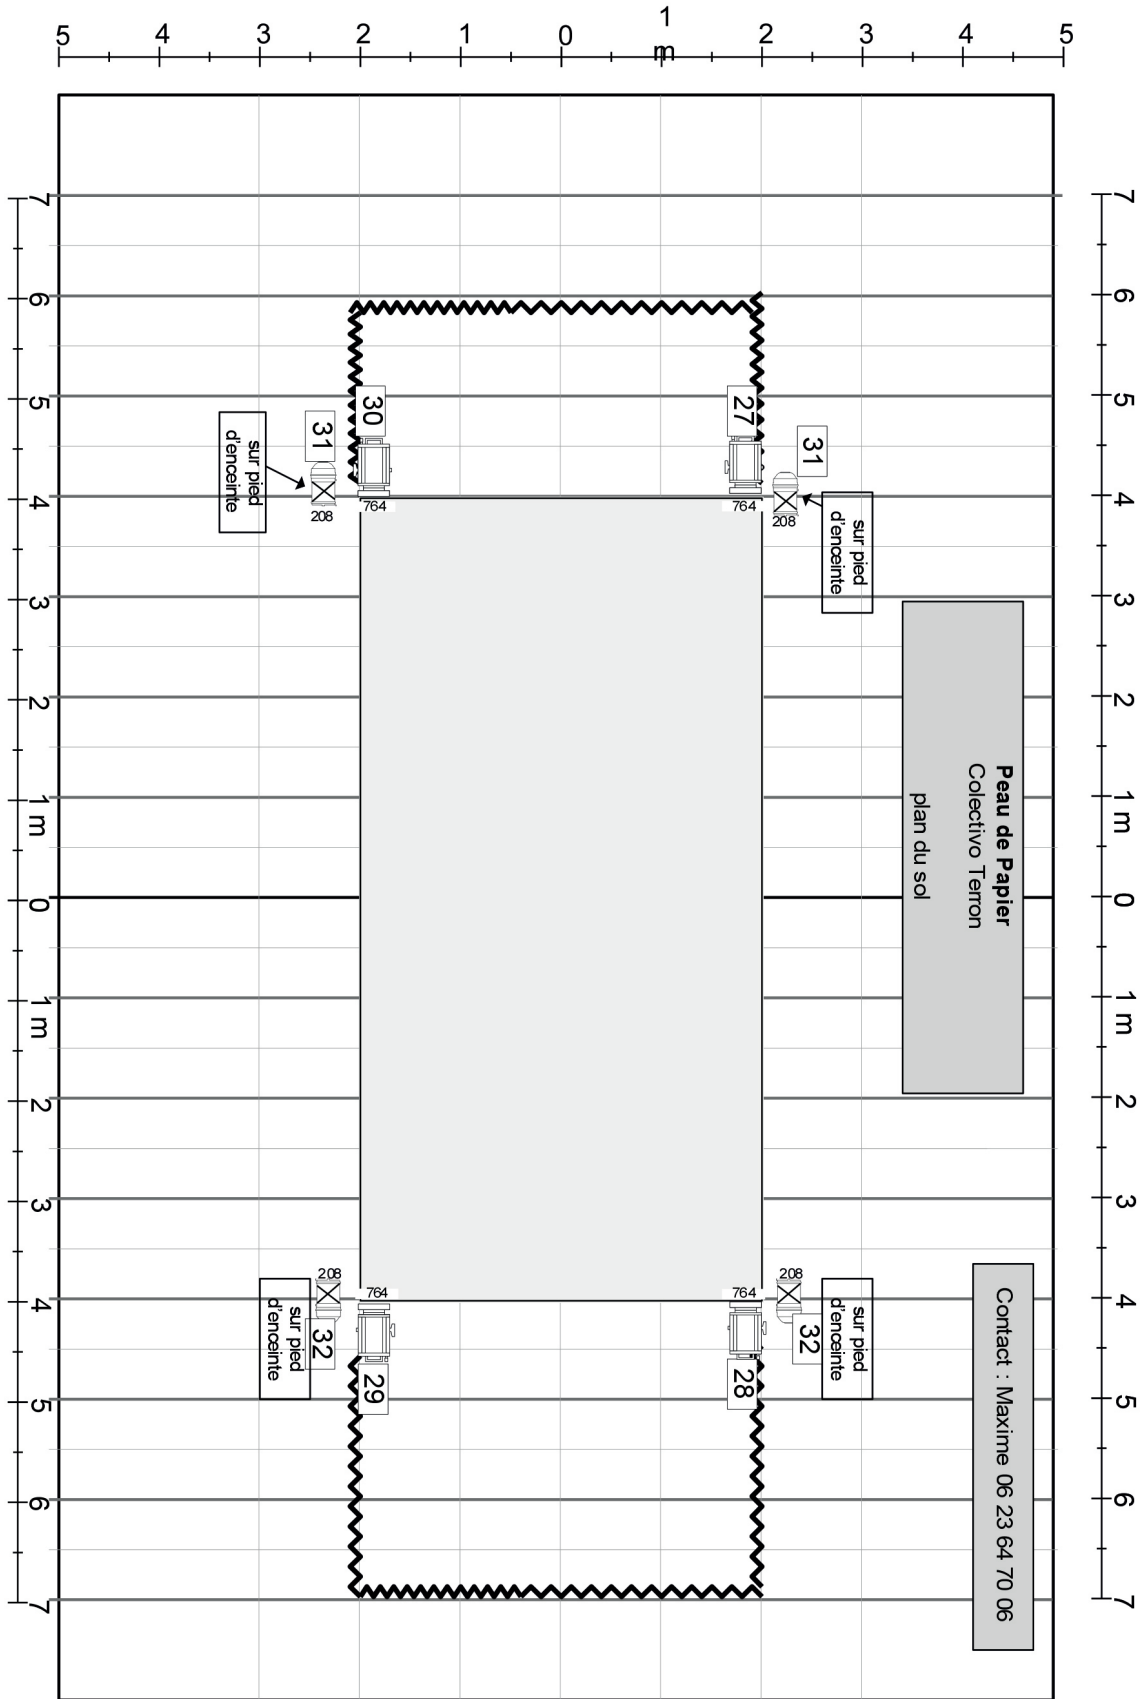 5 4 3 2 1 0 1 m 2 3 4 5
7 6 5 4 3 2 1 m 0 1 m 2 3 4 5 6 7
7 6 5 4 3 2 1 m 0 1 m 2 3 4 5 6 7
Peau de Papier
Colectivo Terron
plan du sol
Contact : Maxime 06 23 64 70 06
31
208
sur pied
d'enceinte
27
764
30
764
31
208
sur pied
d'enceinte
208
32
sur pied
d'enceinte
764
28
764
29
208
32
sur pied
d'enceinte